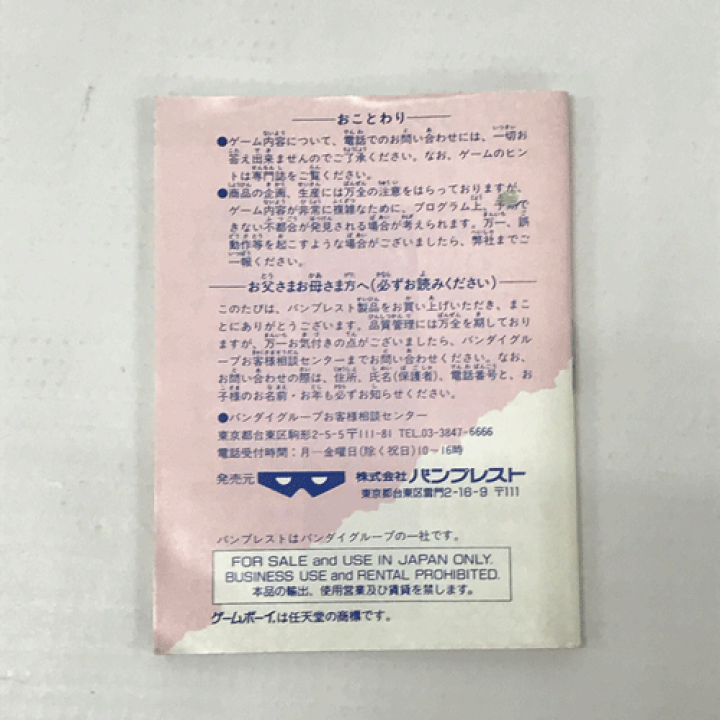 おことわり
●ゲーム内容について、電話でのお問い合わせには、一切お
答え出来ませんのでご了承ください。なお、ゲームのヒン
トは専門誌をご覧ください。
●商品の企画、生産には万全の注意をはらっておりますが、
ゲーム内容が非常に複雑なために、プログラム上、予期で
きない不都合が発見される場合が考えられます。万一、誤
動作等を起こすような場合がございましたら、弊社までご
一報ください。
お父さまお母さま方へ(必ずお読みください)
このたびは、バンプレスト製品をお買い上げいただき、まこ
とにありがとうございます。品質管理には万全を期しており
ますが、万一お気付きの点がございましたら、バンダイグル
ープお客様相談センターまでお問い合わせください。なお、
お問い合わせの際は、住所、氏名(保護者)、電話番号と、お
子様のお名前・お年も必ずお知らせください。
●バンダイグループお客様相談センター
東京都台東区駒形2-5-5〒111-81 TEL.03-3847-6666
電話受付時間：月―金曜日(除く祝日)10～16時
発売元 株式会社 バンプレスト
東京都台東区雷門2-18-9 〒111
バンプレストはバンダイグループの一社です。
FOR SALE and USE IN JAPAN ONLY.
BUSINESS USE and RENTAL PROHIBITED.
本品の輸出、使用営業及び賃貸を禁じます。
ゲームボーイは任天堂の商標です。